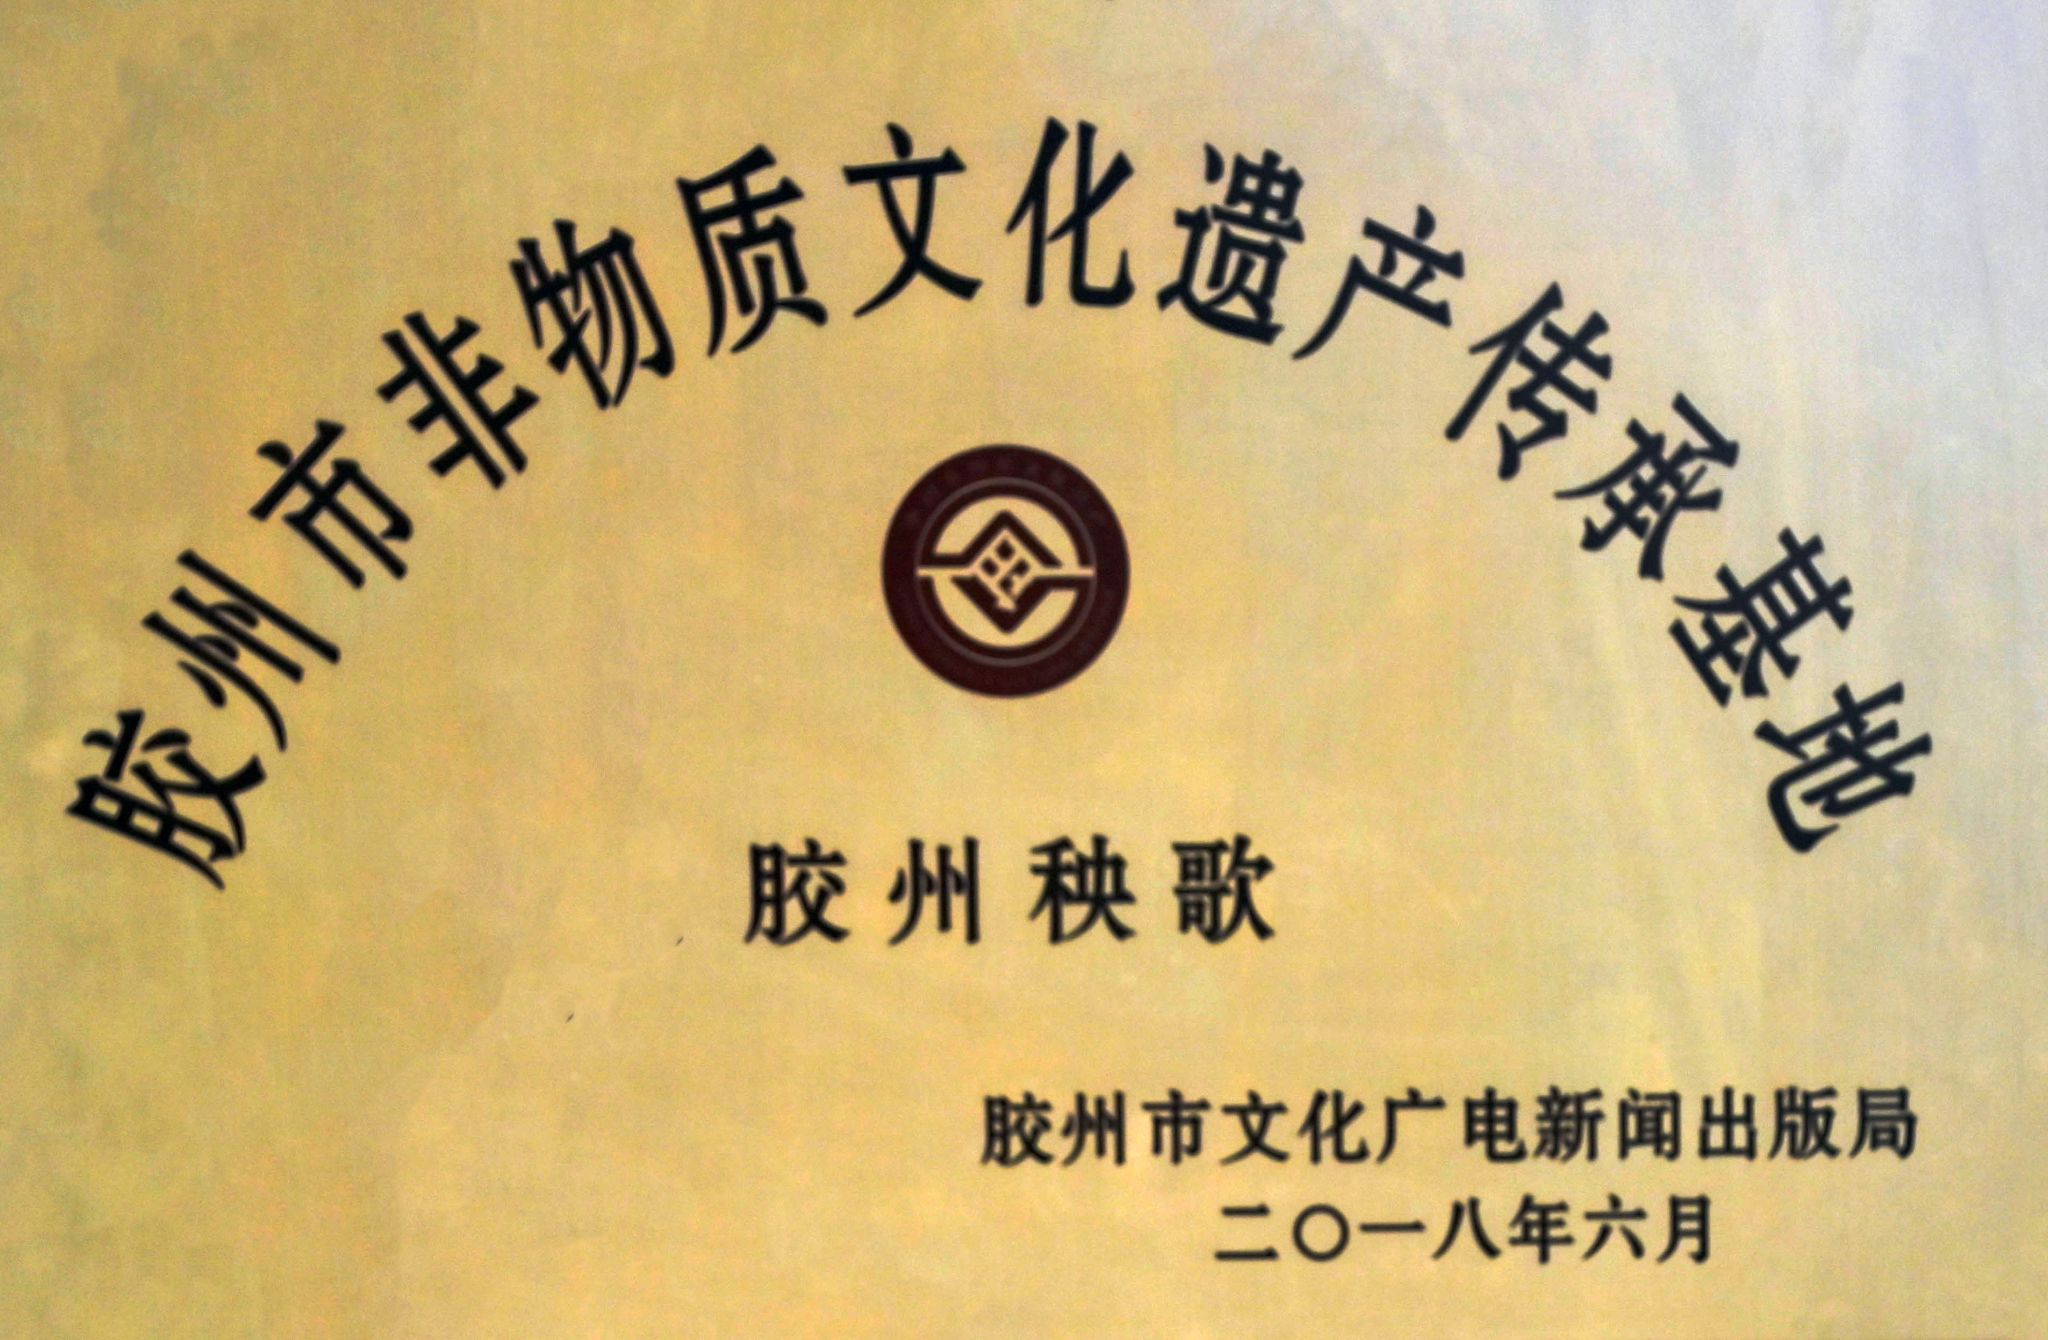 胶州市非物质文化遗产传承基地
胶州秧歌
胶州市文化广电新闻出版局
二〇一八年六月